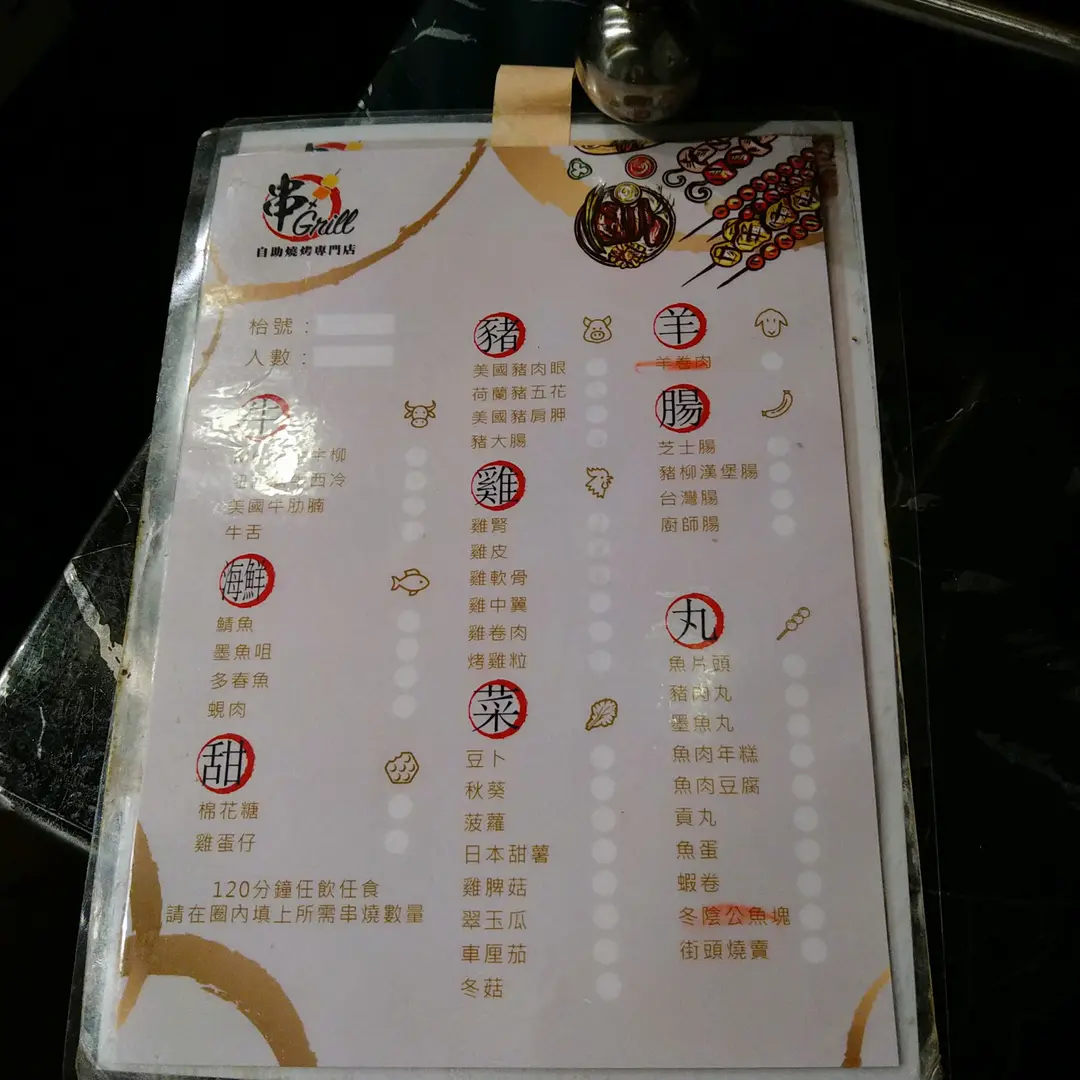 串
Grill
自助燒烤專門店
枱號：
人數：
牛
牛柳
西冷
美國牛肋腩
牛舌
海鮮
鯖魚
墨魚咀
多春魚
蜆肉
甜
棉花糖
雞蛋仔
120分鐘任飲任食
請在圈內填上所需串燒數量
豬
美國豬肉眼
荷蘭豬五花
美國豬肩胛
豬大腸
雞
雞腎
雞皮
雞軟骨
雞中翼
雞卷肉
烤雞粒
菜
豆卜
秋葵
菠蘿
日本甜薯
雞脾菇
翠玉瓜
車厘茄
冬菇
羊
羊卷肉
腸
芝士腸
豬柳漢堡腸
台灣腸
廚師腸
丸
魚片頭
豬肉丸
墨魚丸
魚肉年糕
魚肉豆腐
貢丸
魚蛋
蝦卷
冬陰公魚塊
街頭燒賣